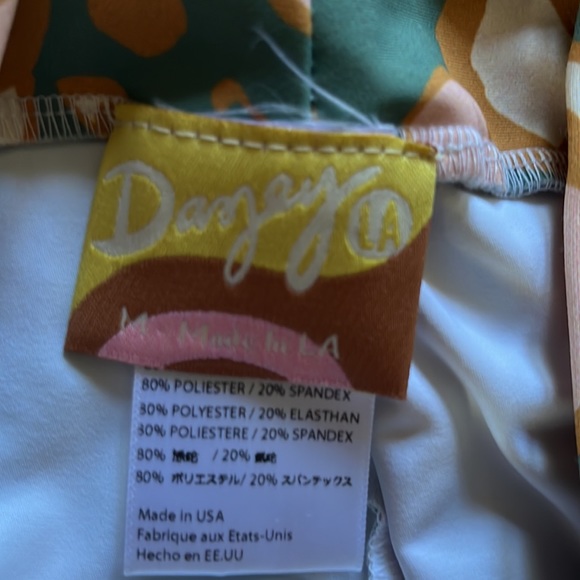 Dazey LA
M · Made in LA
80% POLIESTER / 20% SPANDEX
80% POLYESTER / 20% ELASTHAN
80% POLIESTERE / 20% SPANDEX
80% / 20%
80% ポリエステル/ 20% スパンテックス
Made in USA
Fabrique aux Etats-Unis
Hecho en EE.UU